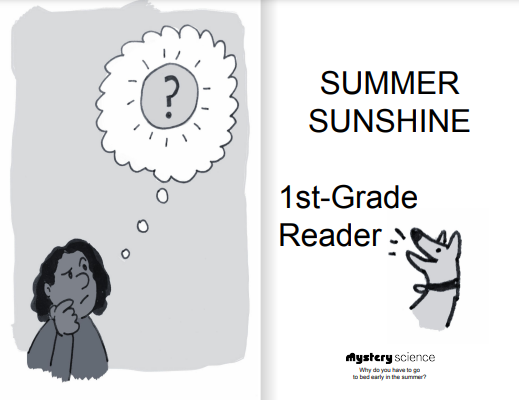 ?
SUMMER
SUNSHINE
1st-Grade
Reader
Mystery science
Why do you have to go
to bed early in the summer?